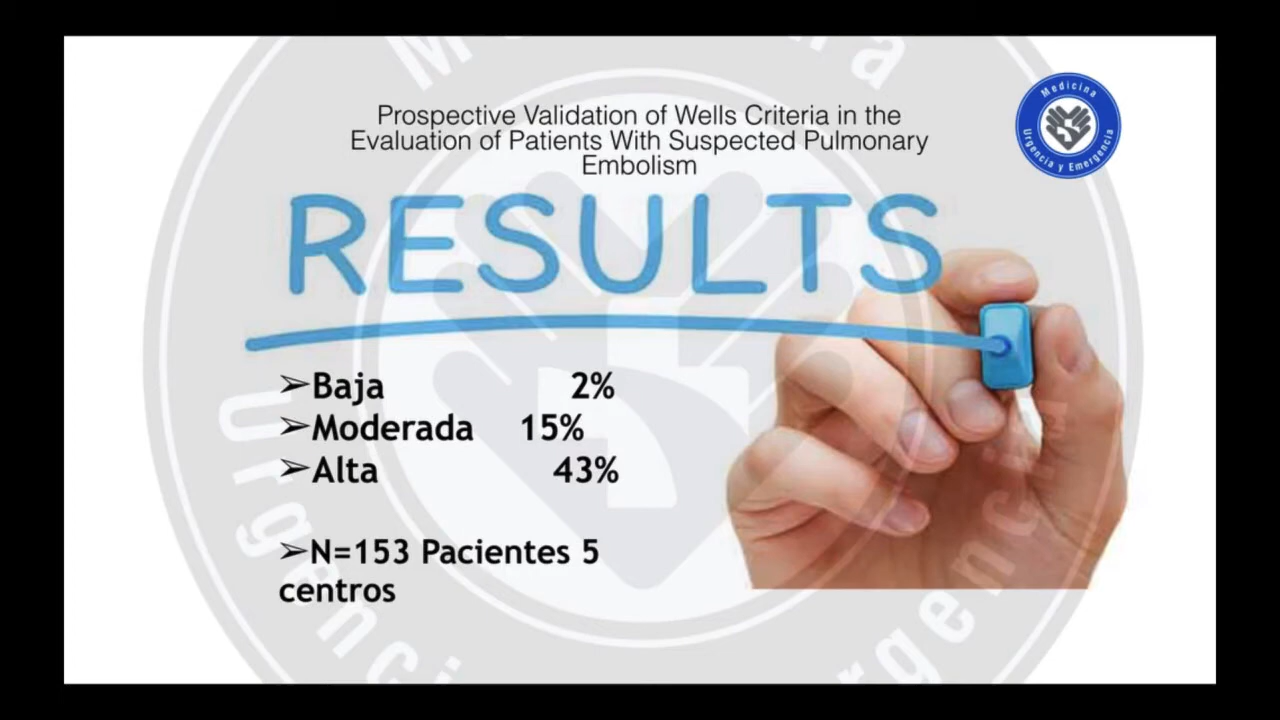 Prospective Validation of Wells Criteria in the
Evaluation of Patients With Suspected Pulmonary
Embolism
Medicina
Urgencia y Emergencia
RESULTS
➢Baja 2%
➢Moderada 15%
➢Alta 43%
➢N=153 Pacientes 5
centros